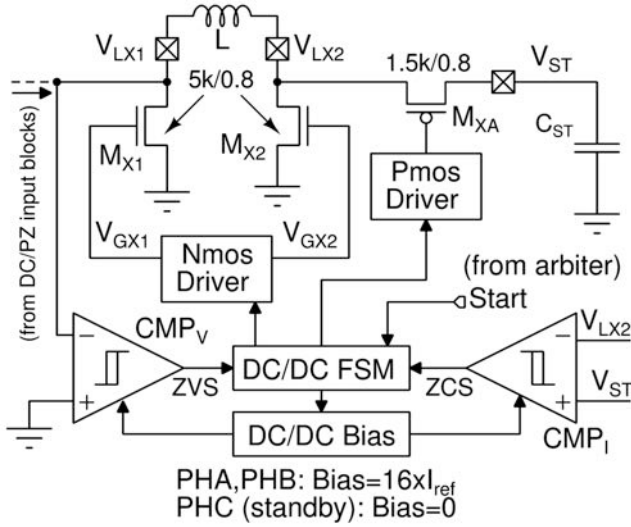 V_LX1
L
V_LX2
5k/0.8
1.5k/0.8
V_ST
M_X1
M_X2
M_XA
C_ST
(from DC/PZ input blocks)
Pmos
Driver
V_GX1
V_GX2
Nmos
Driver
(from arbiter)
Start
CMP_V
−
+
ZVS
DC/DC FSM
ZCS
−
+
V_LX2
V_ST
CMP_I
DC/DC Bias
PHA,PHB: Bias=16xI_ref
PHC (standby): Bias=0